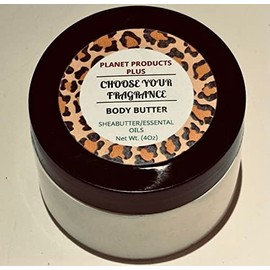 PLANET PRODUCTS
PLUS
CHOOSE YOUR
FRAGRANCE
BODY BUTTER
SHEABUTTER/ESSENTAL
OILS
Net Wt. (4Oz)